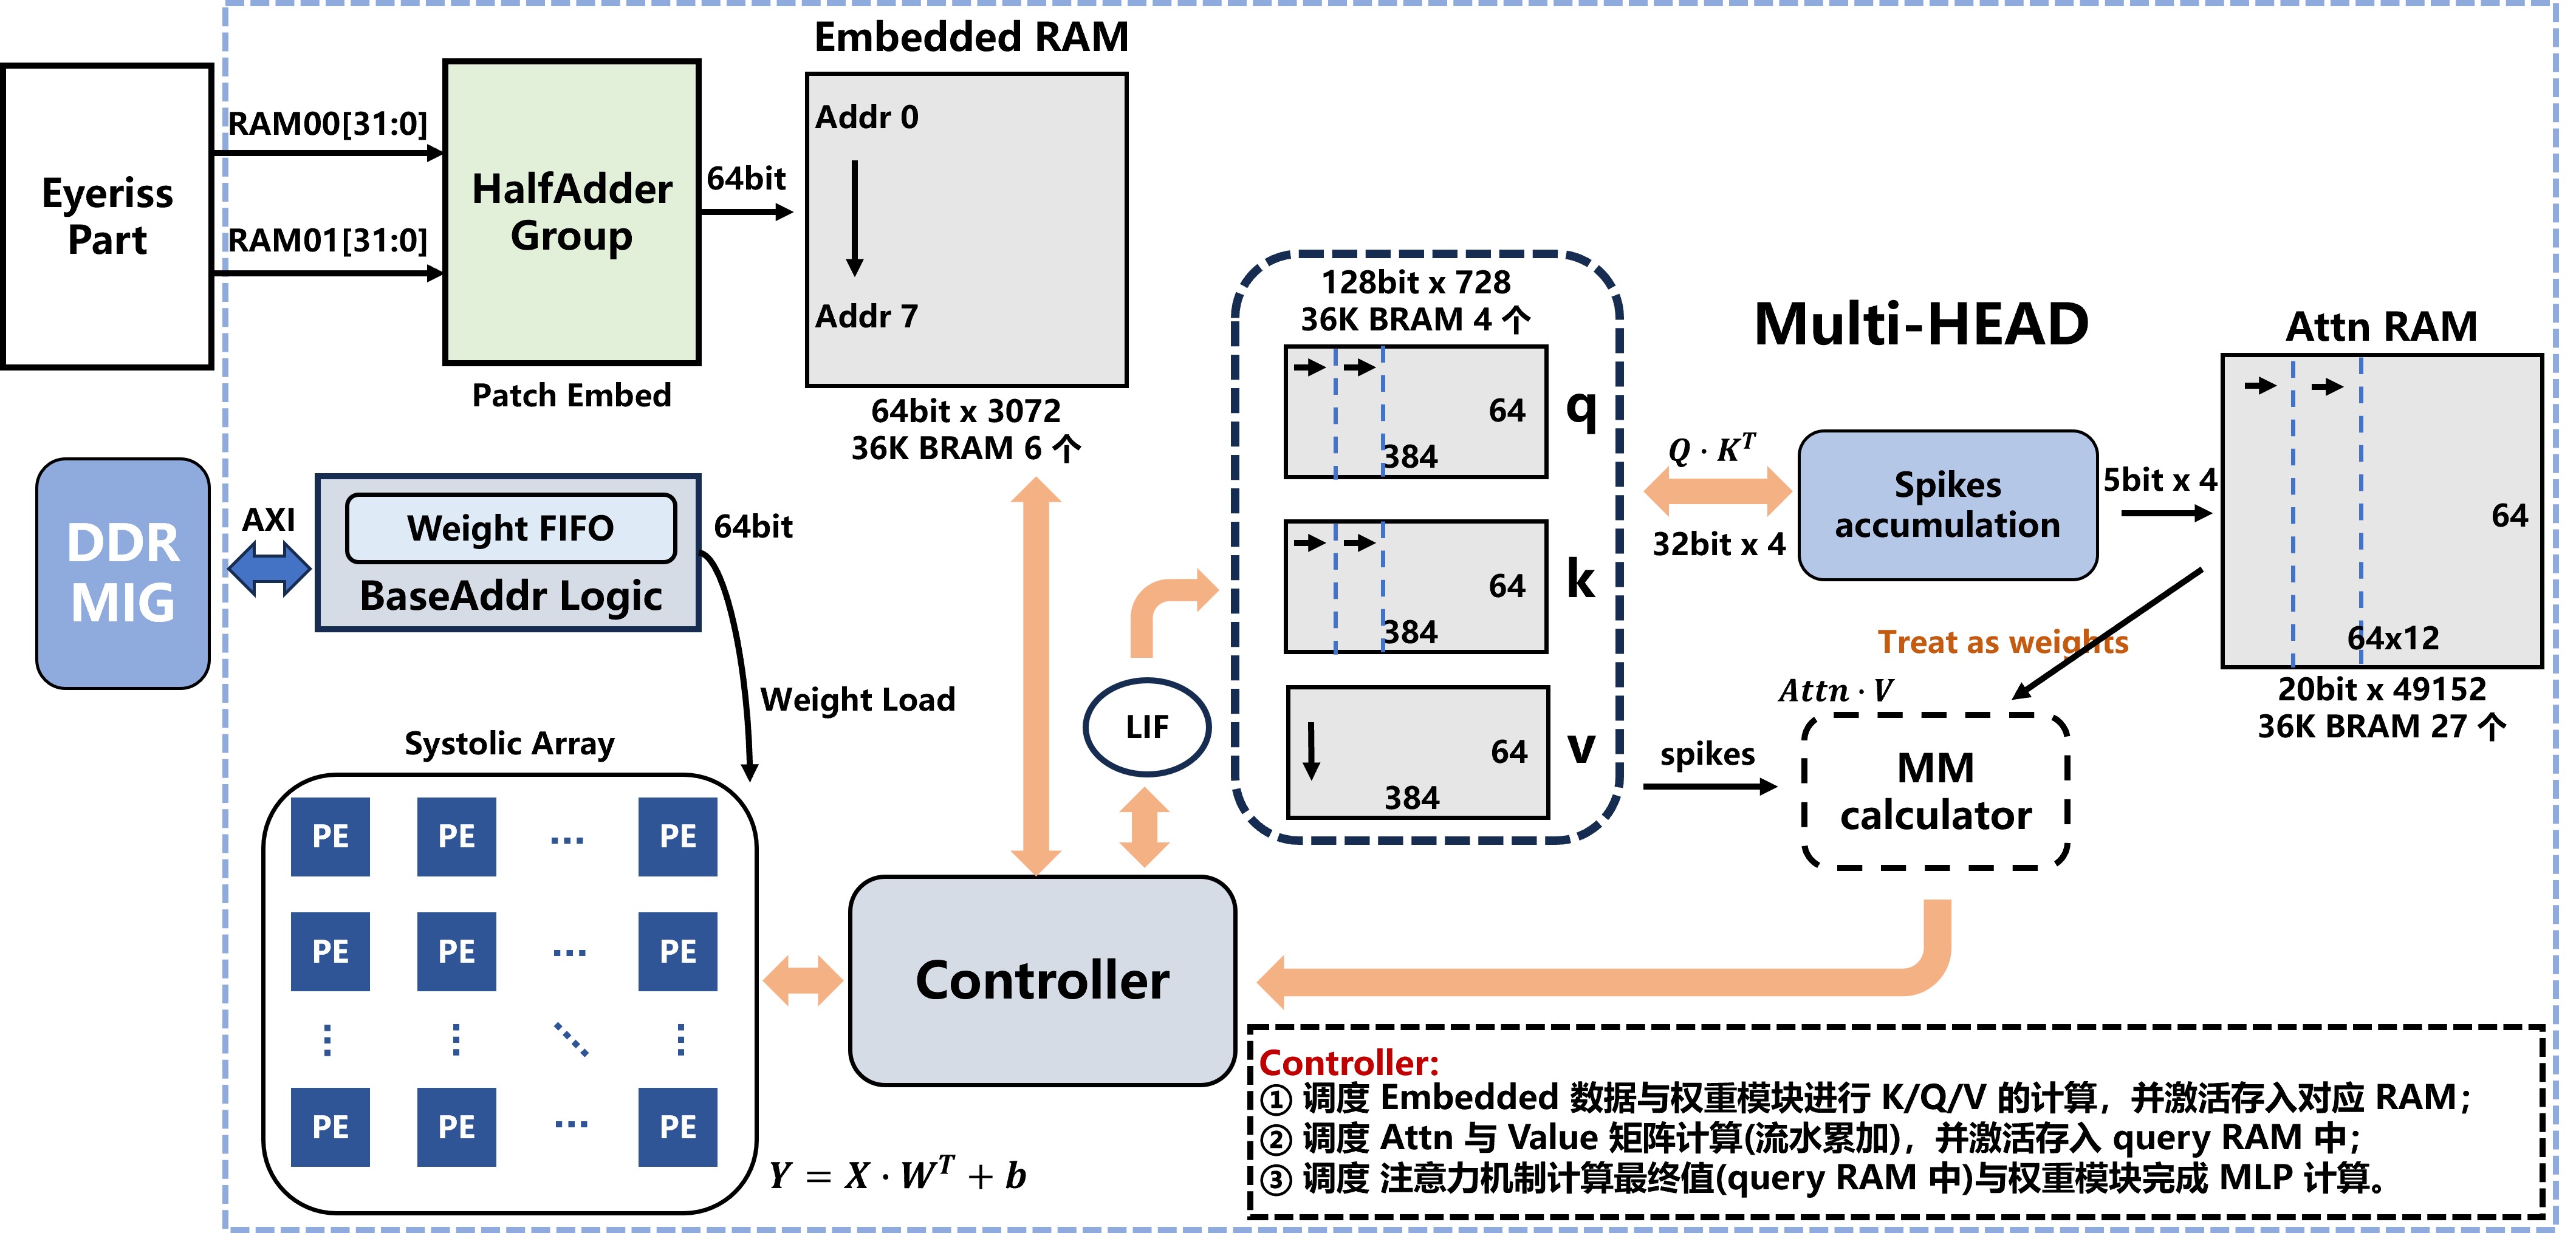 Eyeriss
Part
RAM00[31:0]
RAM01[31:0]
HalfAdder
Group
Patch Embed
64bit
Embedded RAM
Addr 0
Addr 7
64bit x 3072
36K BRAM 6 个
DDR
MIG
AXI
Weight FIFO
BaseAddr Logic
64bit
Weight Load
Systolic Array
PE
PE
...
PE
PE
PE
...
PE
PE
PE
...
PE
Y = X · W^T + b
Controller
LIF
128bit x 728
36K BRAM 4 个
64
384
q
64
384
k
64
384
v
Multi-HEAD
Q · K^T
32bit x 4
Spikes
accumulation
5bit x 4
Attn RAM
64
64x12
20bit x 49152
36K BRAM 27 个
Treat as weights
Attn · V
spikes
MM
calculator
Controller:
① 调度 Embedded 数据与权重模块进行 K/Q/V 的计算，并激活存入对应 RAM；
② 调度 Attn 与 Value 矩阵计算(流水累加)，并激活存入 query RAM 中；
③ 调度 注意力机制计算最终值(query RAM 中)与权重模块完成 MLP 计算。